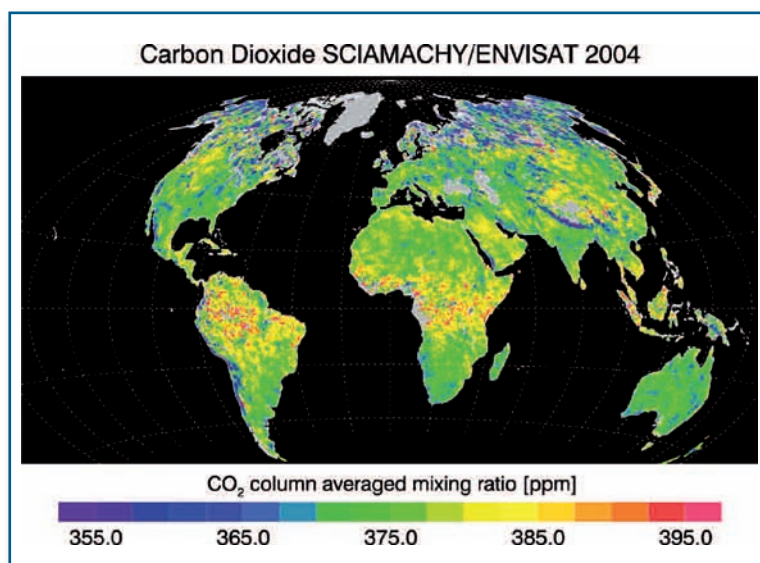 Carbon Dioxide SCIAMACHY/ENVISAT 2004
CO₂ column averaged mixing ratio [ppm]
355.0 365.0 375.0 385.0 395.0